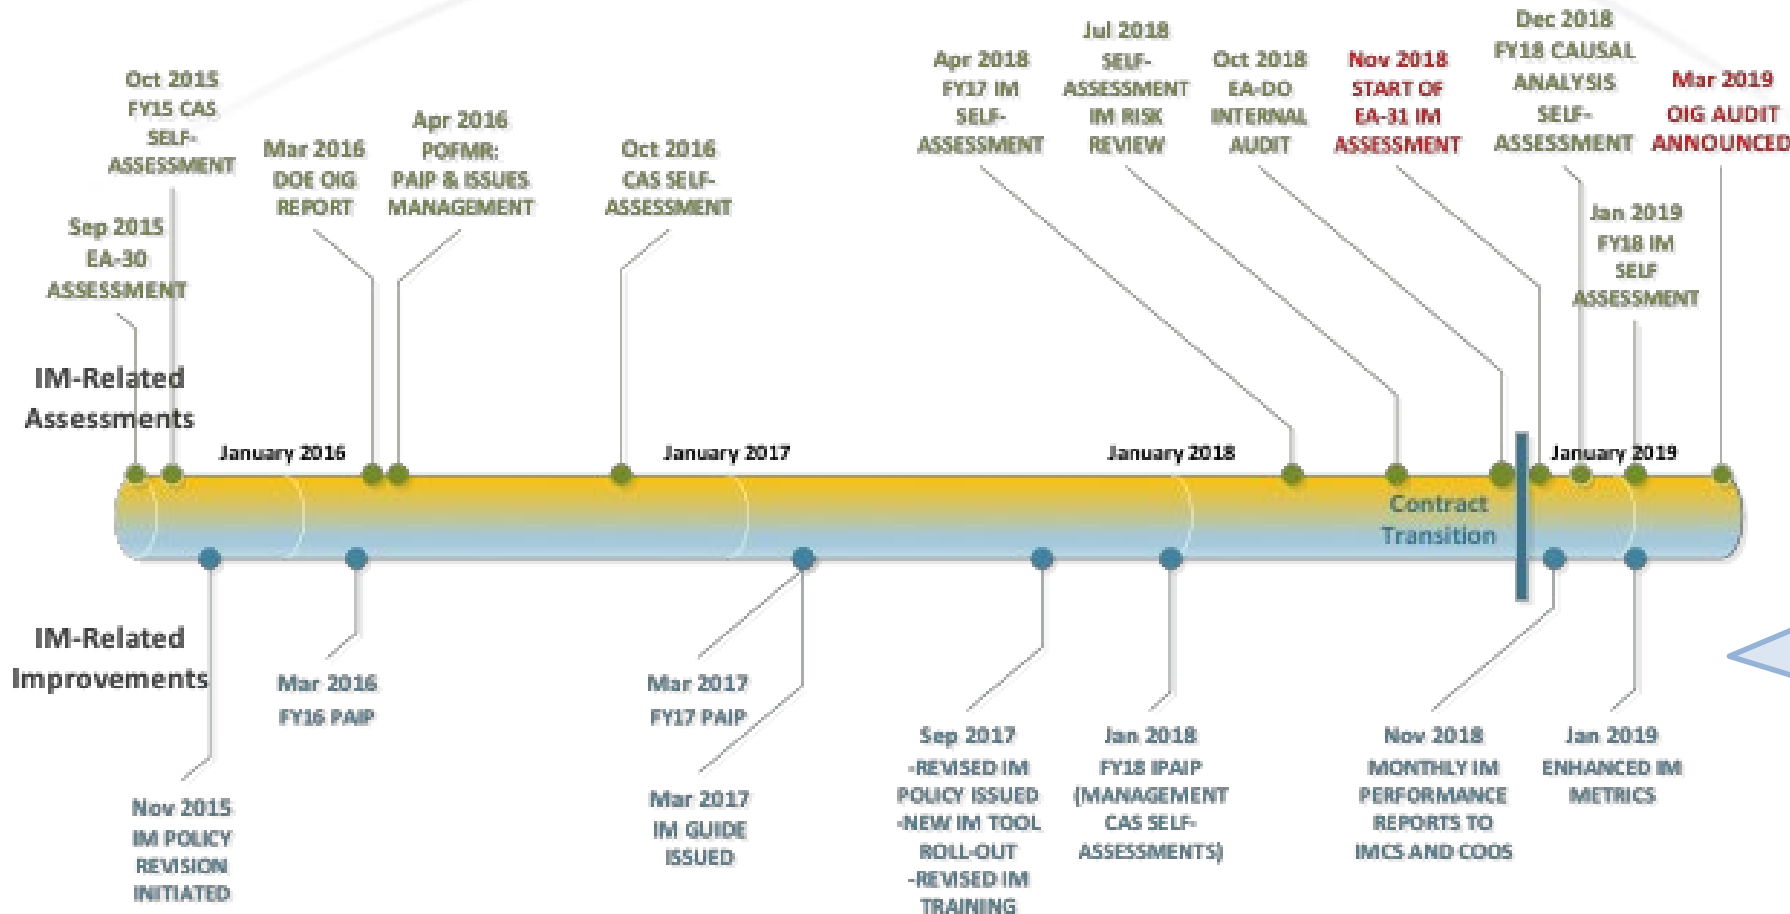 Oct 2015
FY15 CAS
SELF-
ASSESSMENT
Sep 2015
EA-30
ASSESSMENT
Mar 2016
DOE OIG
REPORT
Apr 2016
POFMR:
PAIP & ISSUES
MANAGEMENT
Oct 2016
CAS SELF-
ASSESSMENT
Apr 2018
FY17 IM
SELF-
ASSESSMENT
Jul 2018
SELF-
ASSESSMENT
IM RISK
REVIEW
Oct 2018
EA-DO
INTERNAL
AUDIT
Nov 2018
START OF
EA-31 IM
ASSESSMENT
Dec 2018
FY18 CAUSAL
ANALYSIS
SELF-
ASSESSMENT
Jan 2019
FY18 IM
SELF
ASSESSMENT
Mar 2019
OIG AUDIT
ANNOUNCED
IM-Related
Assessments
January 2016
January 2017
January 2018
January 2019
Contract
Transition
IM-Related
Improvements
Nov 2015
IM POLICY
REVISION
INITIATED
Mar 2016
FY16 PAIP
Mar 2017
FY17 PAIP
Mar 2017
IM GUIDE
ISSUED
Sep 2017
-REVISED IM
POLICY ISSUED
-NEW IM TOOL
ROLL-OUT
-REVISED IM
TRAINING
Jan 2018
FY18 IPAIP
(MANAGEMENT
CAS SELF-
ASSESSMENTS)
Nov 2018
MONTHLY IM
PERFORMANCE
REPORTS TO
IMCS AND COOS
Jan 2019
ENHANCED IM
METRICS